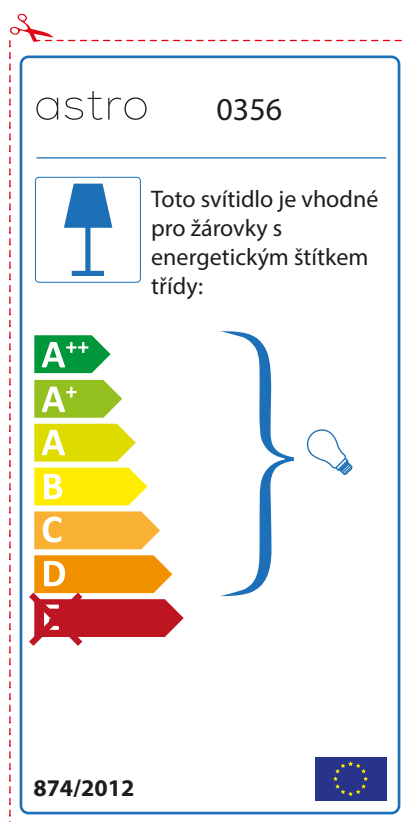 astro 0356
Toto svítidlo je vhodné
pro žárovky s
energetickým štítkem
třídy:
A++
A+
A
B
C
D
E
874/2012